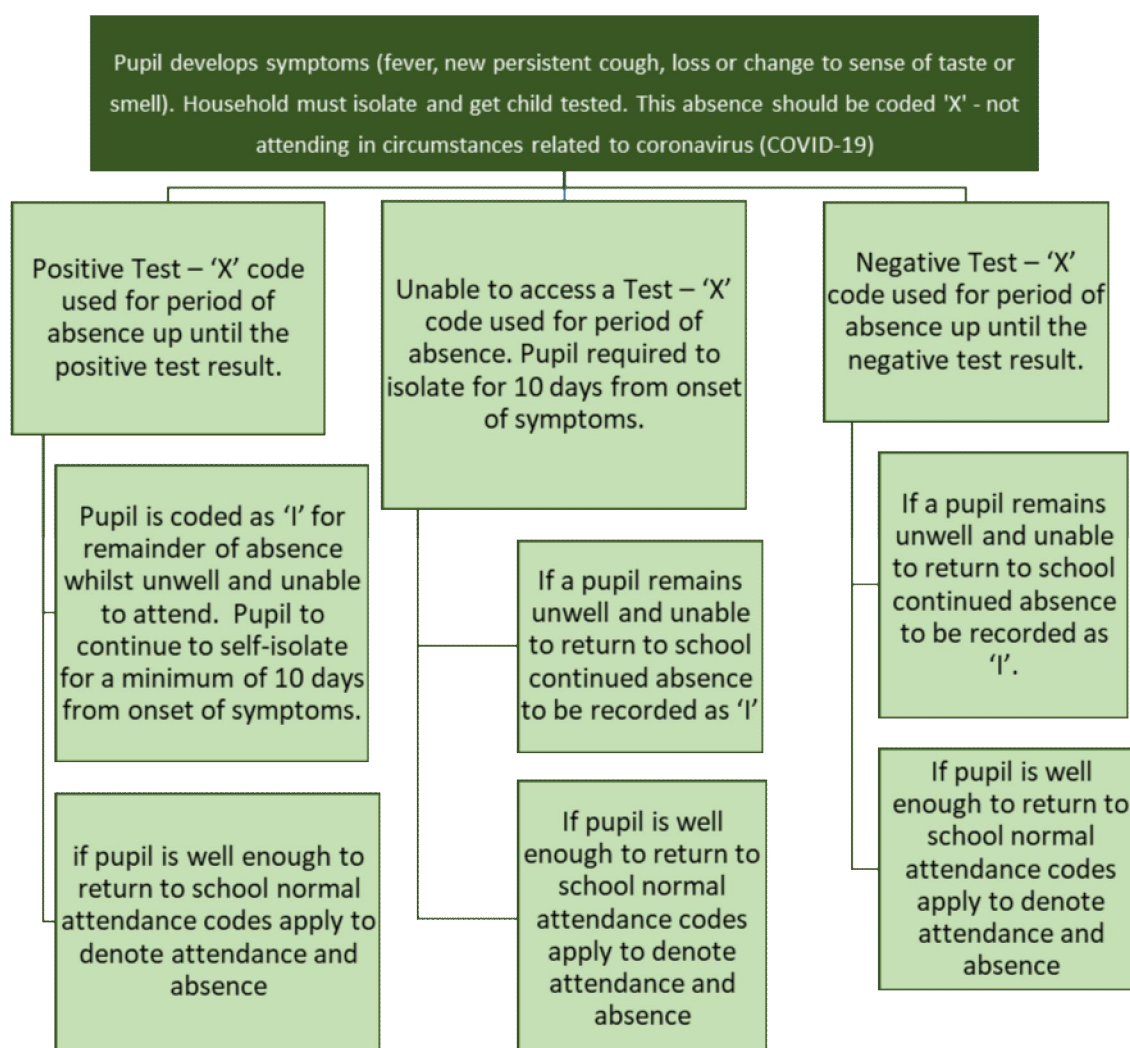 Pupil develops symptoms (fever, new persistent cough, loss or change to sense of taste or
smell). Household must isolate and get child tested. This absence should be coded 'X' - not
attending in circumstances related to coronavirus (COVID-19)
Positive Test – ‘X’ code
used for period of
absence up until the
positive test result.
Pupil is coded as ‘I’ for
remainder of absence
whilst unwell and unable
to attend.  Pupil to
continue to self-isolate
for a minimum of 10 days
from onset of symptoms.
if pupil is well enough to
return to school normal
attendance codes apply to
denote attendance and
absence
Unable to access a Test – ‘X’
code used for period of
absence. Pupil required to
isolate for 10 days from onset
of symptoms.
If a pupil remains
unwell and unable
to return to school
continued absence
to be recorded as ‘I’
If pupil is well
enough to return to
school normal
attendance codes
apply to denote
attendance and
absence
Negative Test – ‘X’
code used for period of
absence up until the
negative test result.
If a pupil remains
unwell and unable
to return to school
continued absence
to be recorded as
‘I’.
If pupil is well
enough to return to
school normal
attendance codes
apply to denote
attendance and
absence